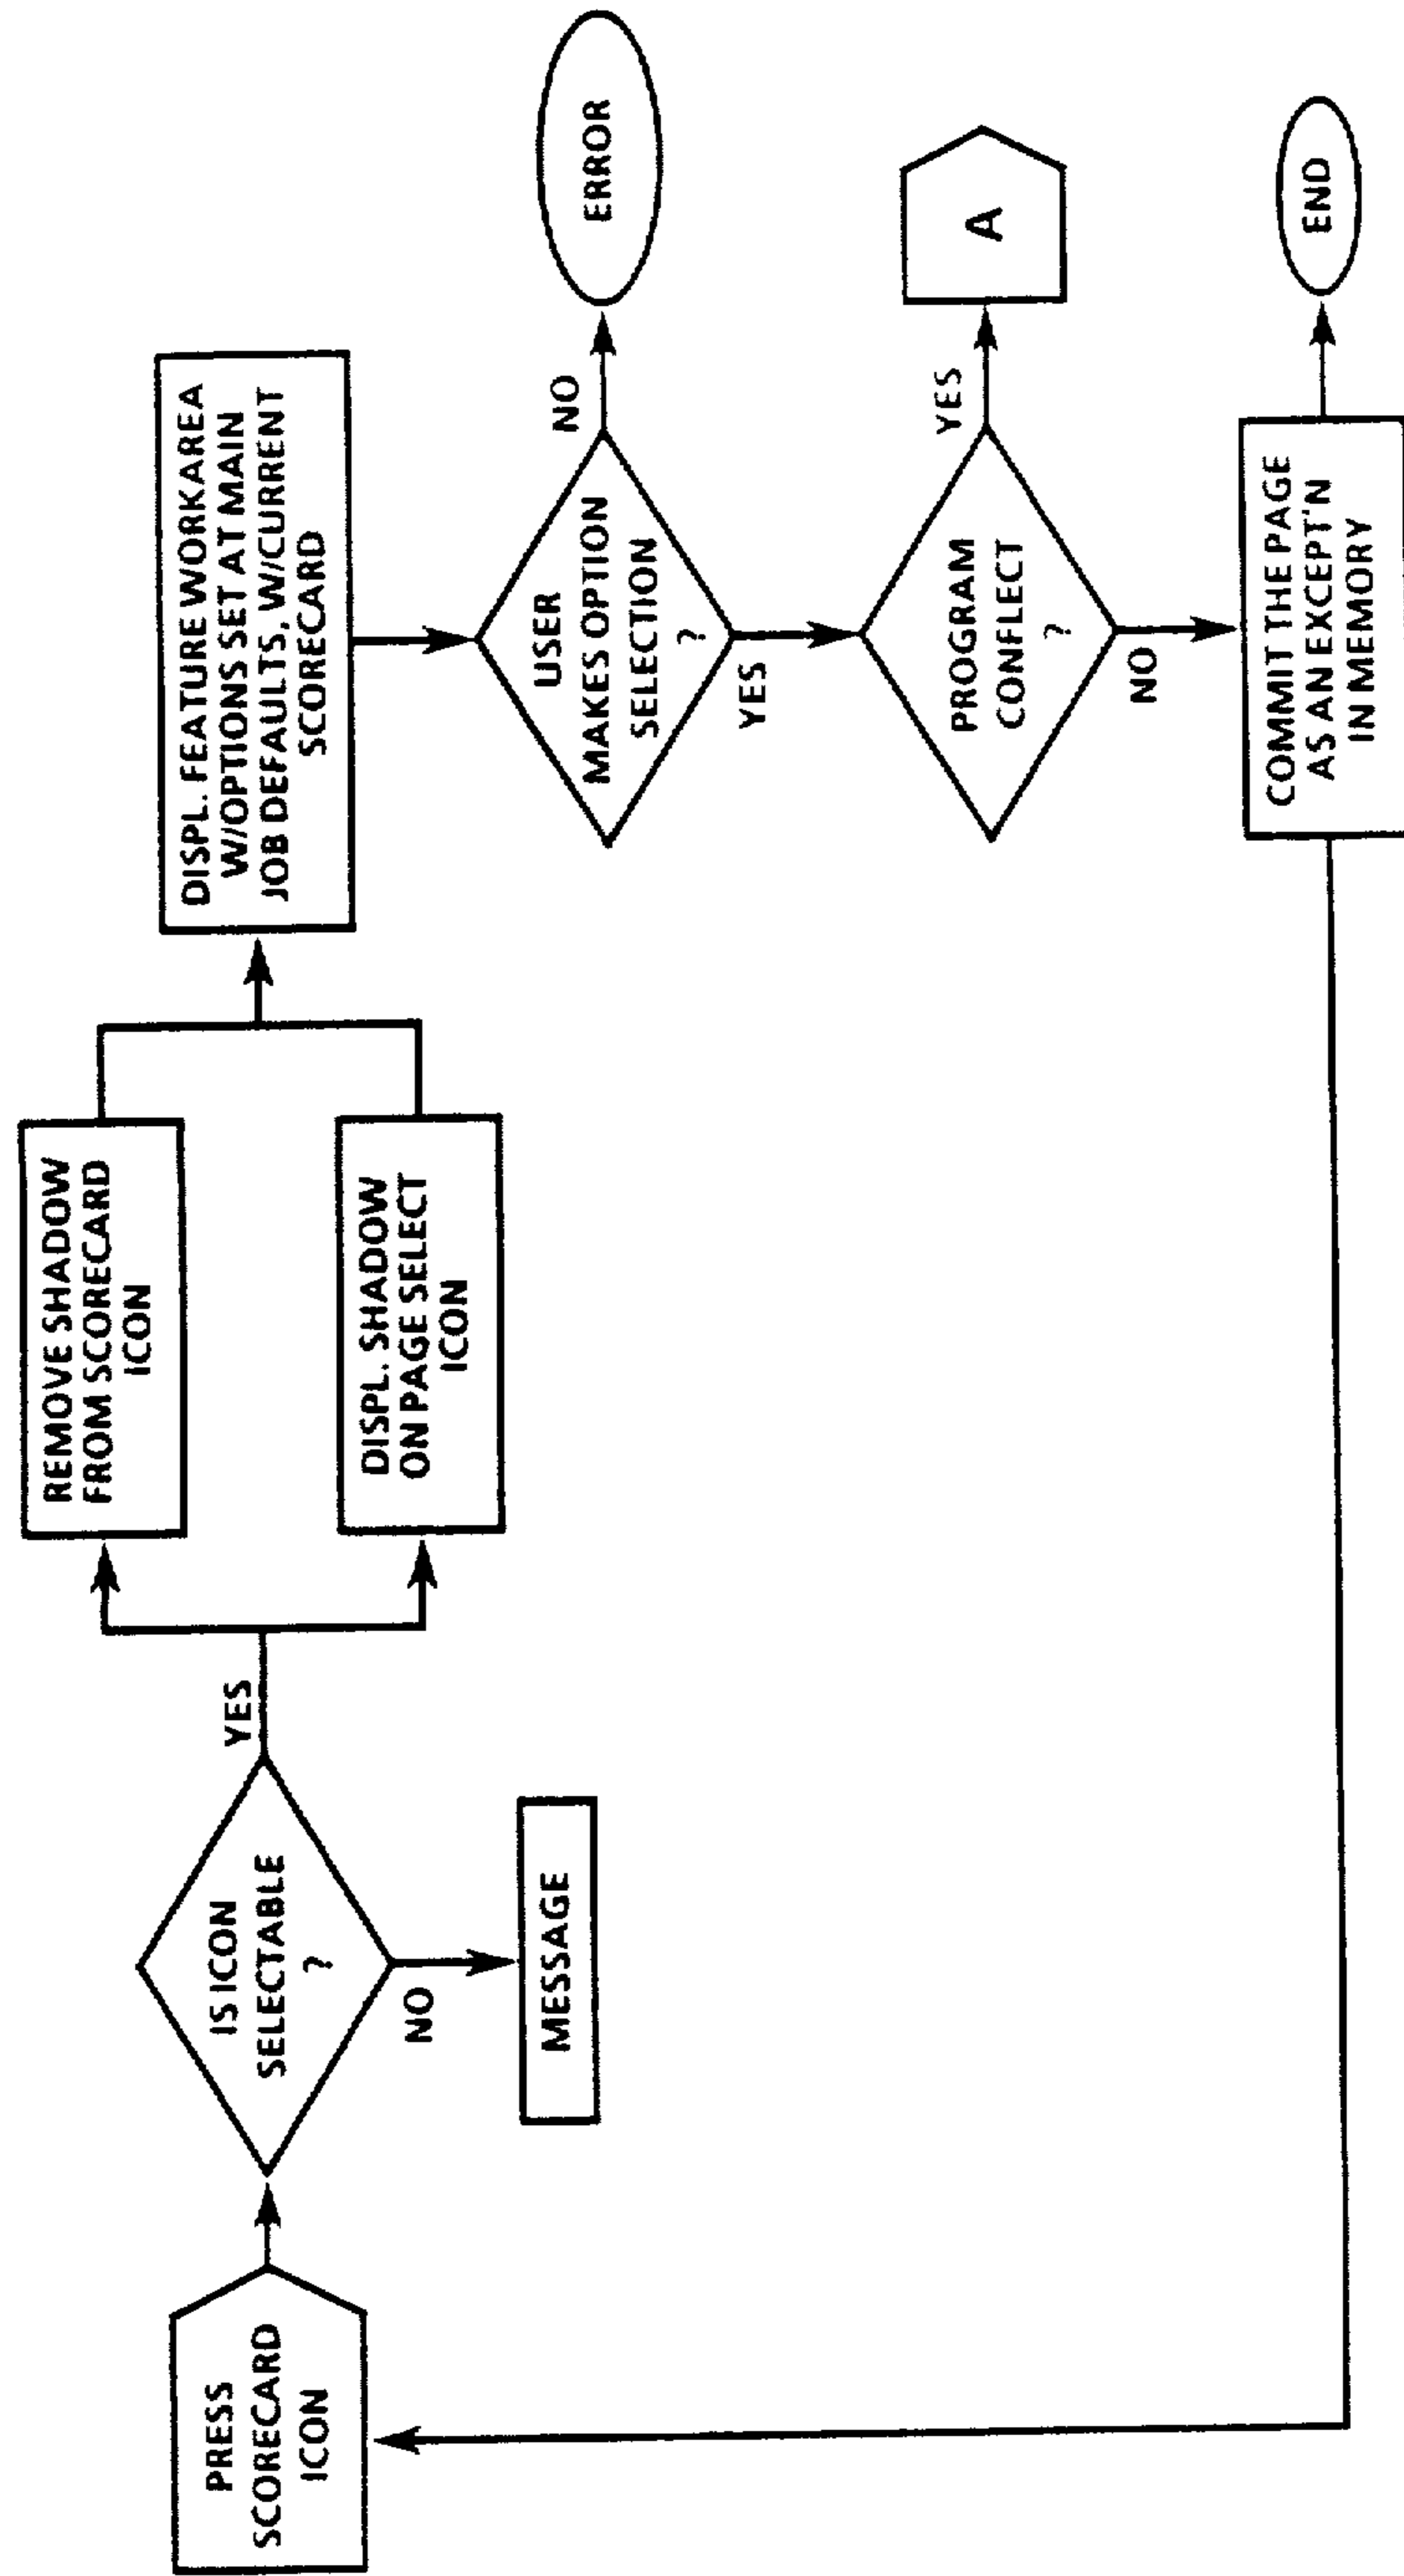 PRESS
SCORECARD
ICON
IS ICON
SELECTABLE
?
YES
NO
MESSAGE
REMOVE SHADOW
FROM SCORECARD
ICON
DISPL. SHADOW
ON PAGE SELECT
ICON
DISPL. FEATURE WORKAREA
W/OPTIONS SET AT MAIN
JOB DEFAULTS, W/CURRENT
SCORECARD
USER
MAKES OPTION
SELECTION
?
NO
ERROR
YES
PROGRAM
CONFLECT
?
YES
A
NO
COMMIT THE PAGE
AS AN EXCEPT'N
IN MEMORY
END